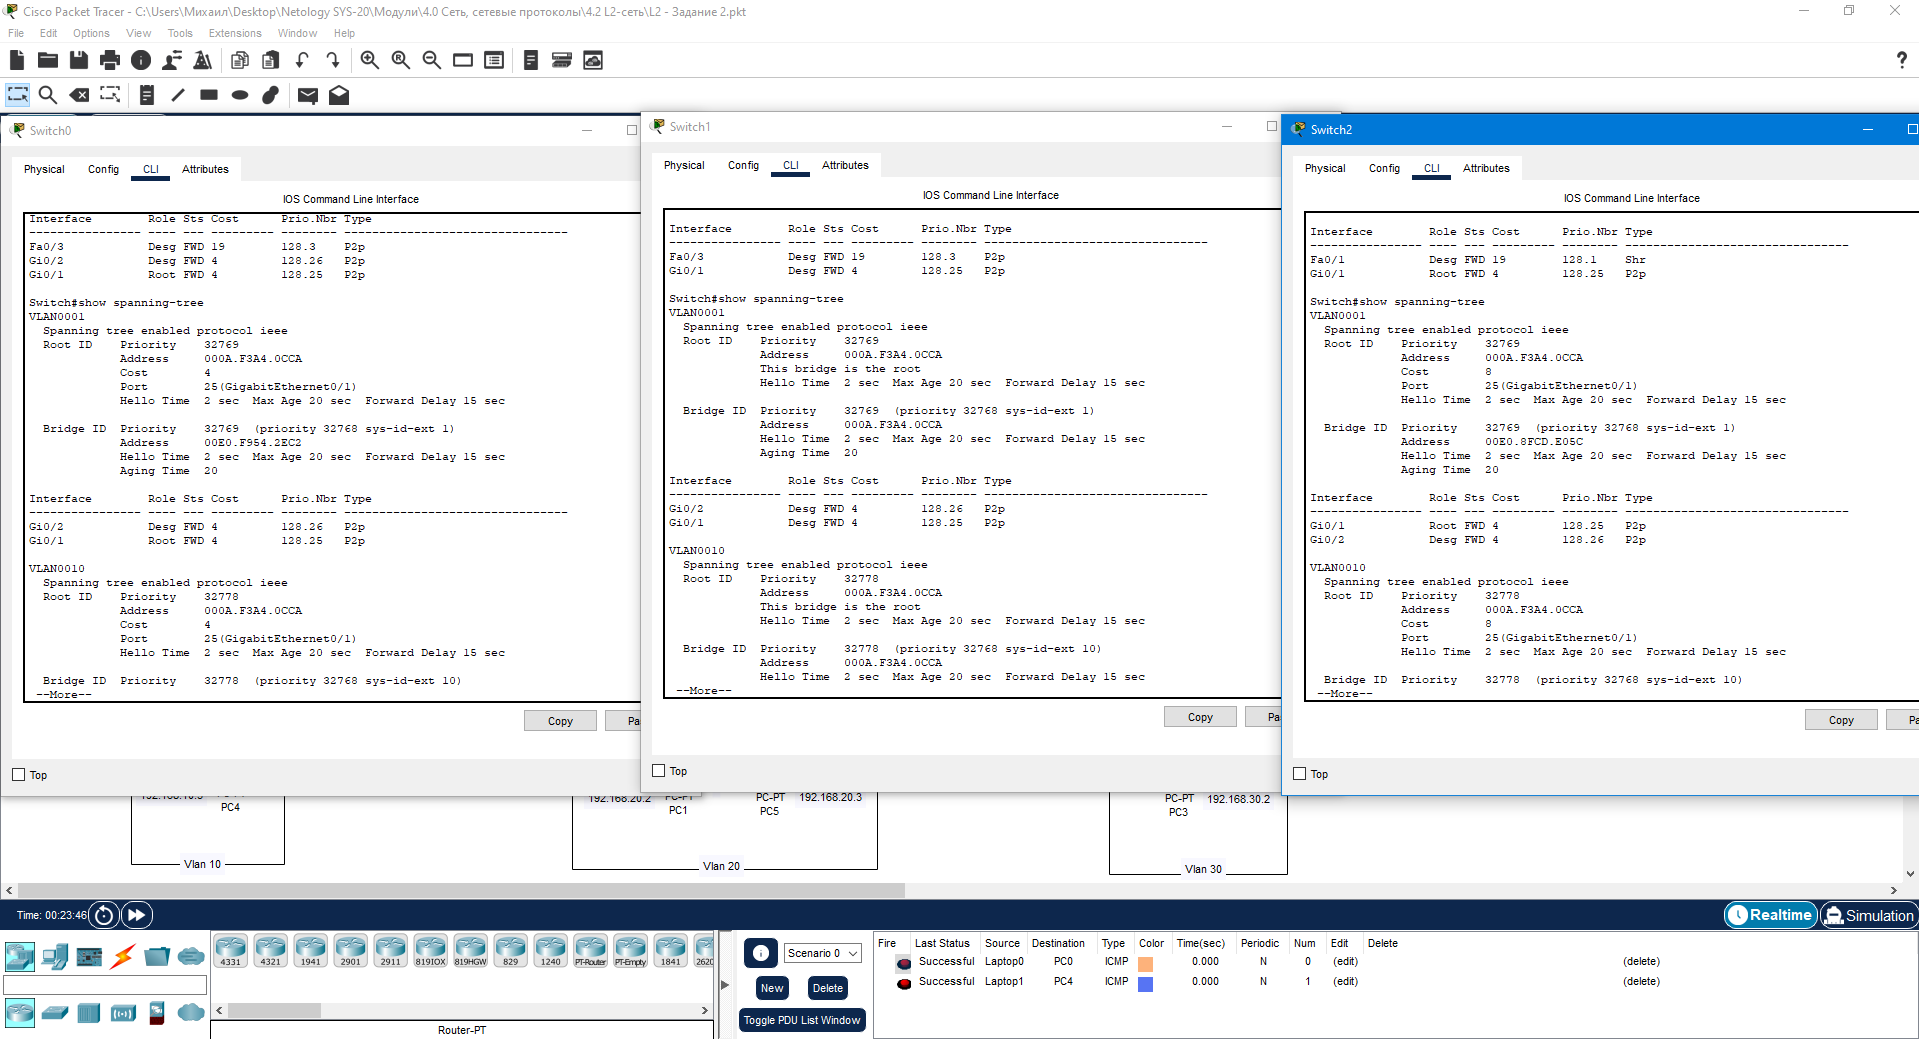 Cisco Packet Tracer - C:\Users\Михаил\Desktop\Netology SYS-20\Модули\4.0 Сеть, сетевые протоколы\4.2 L2-сеть\L2 - Задание 2.pkt
File Edit Options View Tools Extensions Window Help
Switch0
Physical Config CLI Attributes
IOS Command Line Interface
Interface Role Sts Cost Prio.Nbr Type
---------------- ---- --- --------- -------- --------------------------------
Fa0/3 Desg FWD 19 128.3 P2p
Gi0/2 Desg FWD 4 128.26 P2p
Gi0/1 Root FWD 4 128.25 P2p
Switch#show spanning-tree
VLAN0001
Spanning tree enabled protocol ieee
Root ID Priority 32769
Address 000A.F3A4.0CCA
Cost 4
Port 25(GigabitEthernet0/1)
Hello Time 2 sec Max Age 20 sec Forward Delay 15 sec
Bridge ID Priority 32769 (priority 32768 sys-id-ext 1)
Address 00E0.F954.2EC2
Hello Time 2 sec Max Age 20 sec Forward Delay 15 sec
Aging Time 20
Interface Role Sts Cost Prio.Nbr Type
---------------- ---- --- --------- -------- --------------------------------
Gi0/2 Desg FWD 4 128.26 P2p
Gi0/1 Root FWD 4 128.25 P2p
VLAN0010
Spanning tree enabled protocol ieee
Root ID Priority 32778
Address 000A.F3A4.0CCA
Cost 4
Port 25(GigabitEthernet0/1)
Hello Time 2 sec Max Age 20 sec Forward Delay 15 sec
Bridge ID Priority 32778 (priority 32768 sys-id-ext 10)
--More--
Copy Pa
Top
Switch1
Physical Config CLI Attributes
IOS Command Line Interface
Interface Role Sts Cost Prio.Nbr Type
---------------- ---- --- --------- -------- --------------------------------
Fa0/3 Desg FWD 19 128.3 P2p
Gi0/1 Desg FWD 4 128.25 P2p
Switch#show spanning-tree
VLAN0001
Spanning tree enabled protocol ieee
Root ID Priority 32769
Address 000A.F3A4.0CCA
This bridge is the root
Hello Time 2 sec Max Age 20 sec Forward Delay 15 sec
Bridge ID Priority 32769 (priority 32768 sys-id-ext 1)
Address 000A.F3A4.0CCA
Hello Time 2 sec Max Age 20 sec Forward Delay 15 sec
Aging Time 20
Interface Role Sts Cost Prio.Nbr Type
---------------- ---- --- --------- -------- --------------------------------
Gi0/2 Desg FWD 4 128.26 P2p
Gi0/1 Desg FWD 4 128.25 P2p
VLAN0010
Spanning tree enabled protocol ieee
Root ID Priority 32778
Address 000A.F3A4.0CCA
This bridge is the root
Hello Time 2 sec Max Age 20 sec Forward Delay 15 sec
Bridge ID Priority 32778 (priority 32768 sys-id-ext 10)
Address 000A.F3A4.0CCA
Hello Time 2 sec Max Age 20 sec Forward Delay 15 sec
--More--
Copy Pa
Top
Switch2
Physical Config CLI Attributes
IOS Command Line Interface
Interface Role Sts Cost Prio.Nbr Type
---------------- ---- --- --------- -------- --------------------------------
Fa0/1 Desg FWD 19 128.1 Shr
Gi0/1 Root FWD 4 128.25 P2p
Switch#show spanning-tree
VLAN0001
Spanning tree enabled protocol ieee
Root ID Priority 32769
Address 000A.F3A4.0CCA
Cost 8
Port 25(GigabitEthernet0/1)
Hello Time 2 sec Max Age 20 sec Forward Delay 15 sec
Bridge ID Priority 32769 (priority 32768 sys-id-ext 1)
Address 00E0.8FCD.E05C
Hello Time 2 sec Max Age 20 sec Forward Delay 15 sec
Aging Time 20
Interface Role Sts Cost Prio.Nbr Type
---------------- ---- --- --------- -------- --------------------------------
Gi0/1 Root FWD 4 128.25 P2p
Gi0/2 Desg FWD 4 128.26 P2p
VLAN0010
Spanning tree enabled protocol ieee
Root ID Priority 32778
Address 000A.F3A4.0CCA
Cost 8
Port 25(GigabitEthernet0/1)
Hello Time 2 sec Max Age 20 sec Forward Delay 15 sec
Bridge ID Priority 32778 (priority 32768 sys-id-ext 10)
--More--
Copy Pa
Top
PC4
Vlan 10
192.168.20.2 PC-PT
PC1
PC-PT 192.168.20.3
PC5
Vlan 20
PC-PT 192.168.30.2
PC3
Vlan 30
Time: 00:23:46
Realtime Simulation
4331 4321 1941 2901 2911 819IOX 819HGW 829 1240 PT-Router PT-Empty 1841 2620
Router-PT
Scenario 0
New Delete
Toggle PDU List Window
Fire Last Status Source Destination Type Color Time(sec) Periodic Num Edit Delete
Successful Laptop0 PC0 ICMP 0.000 N 0 (edit) (delete)
Successful Laptop1 PC4 ICMP 0.000 N 1 (edit) (delete)